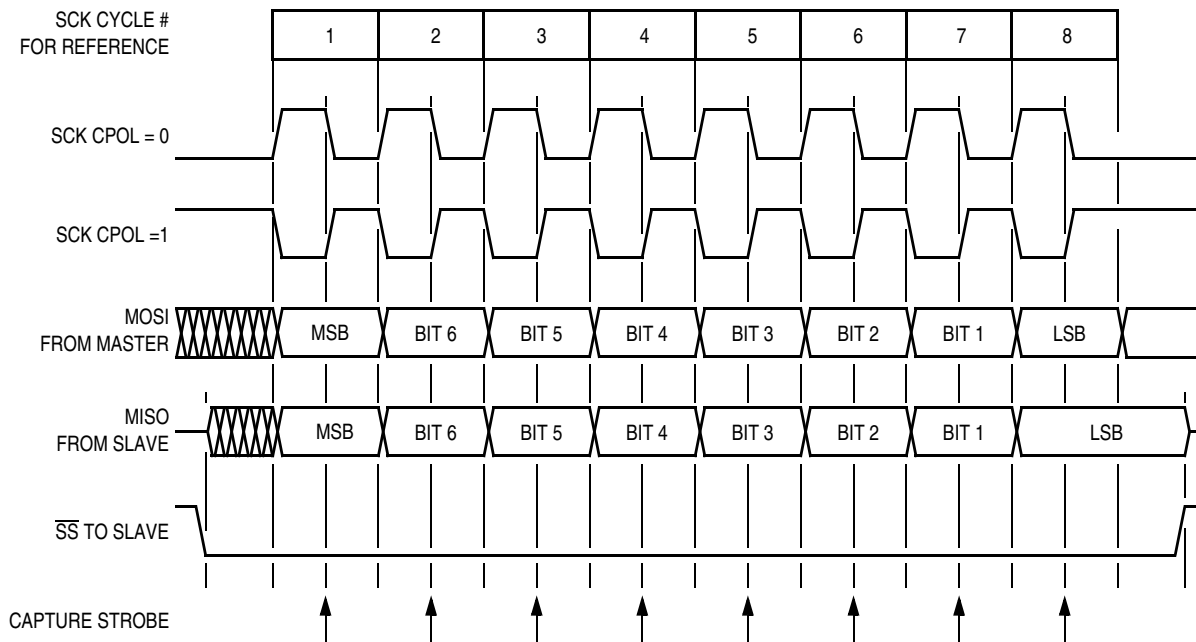 SCK CYCLE #
FOR REFERENCE
1 2 3 4 5 6 7 8
SCK CPOL = 0
SCK CPOL =1
MOSI
FROM MASTER
MSB BIT 6 BIT 5 BIT 4 BIT 3 BIT 2 BIT 1 LSB
MISO
FROM SLAVE
MSB BIT 6 BIT 5 BIT 4 BIT 3 BIT 2 BIT 1 LSB
S̅S̅ TO SLAVE
CAPTURE STROBE